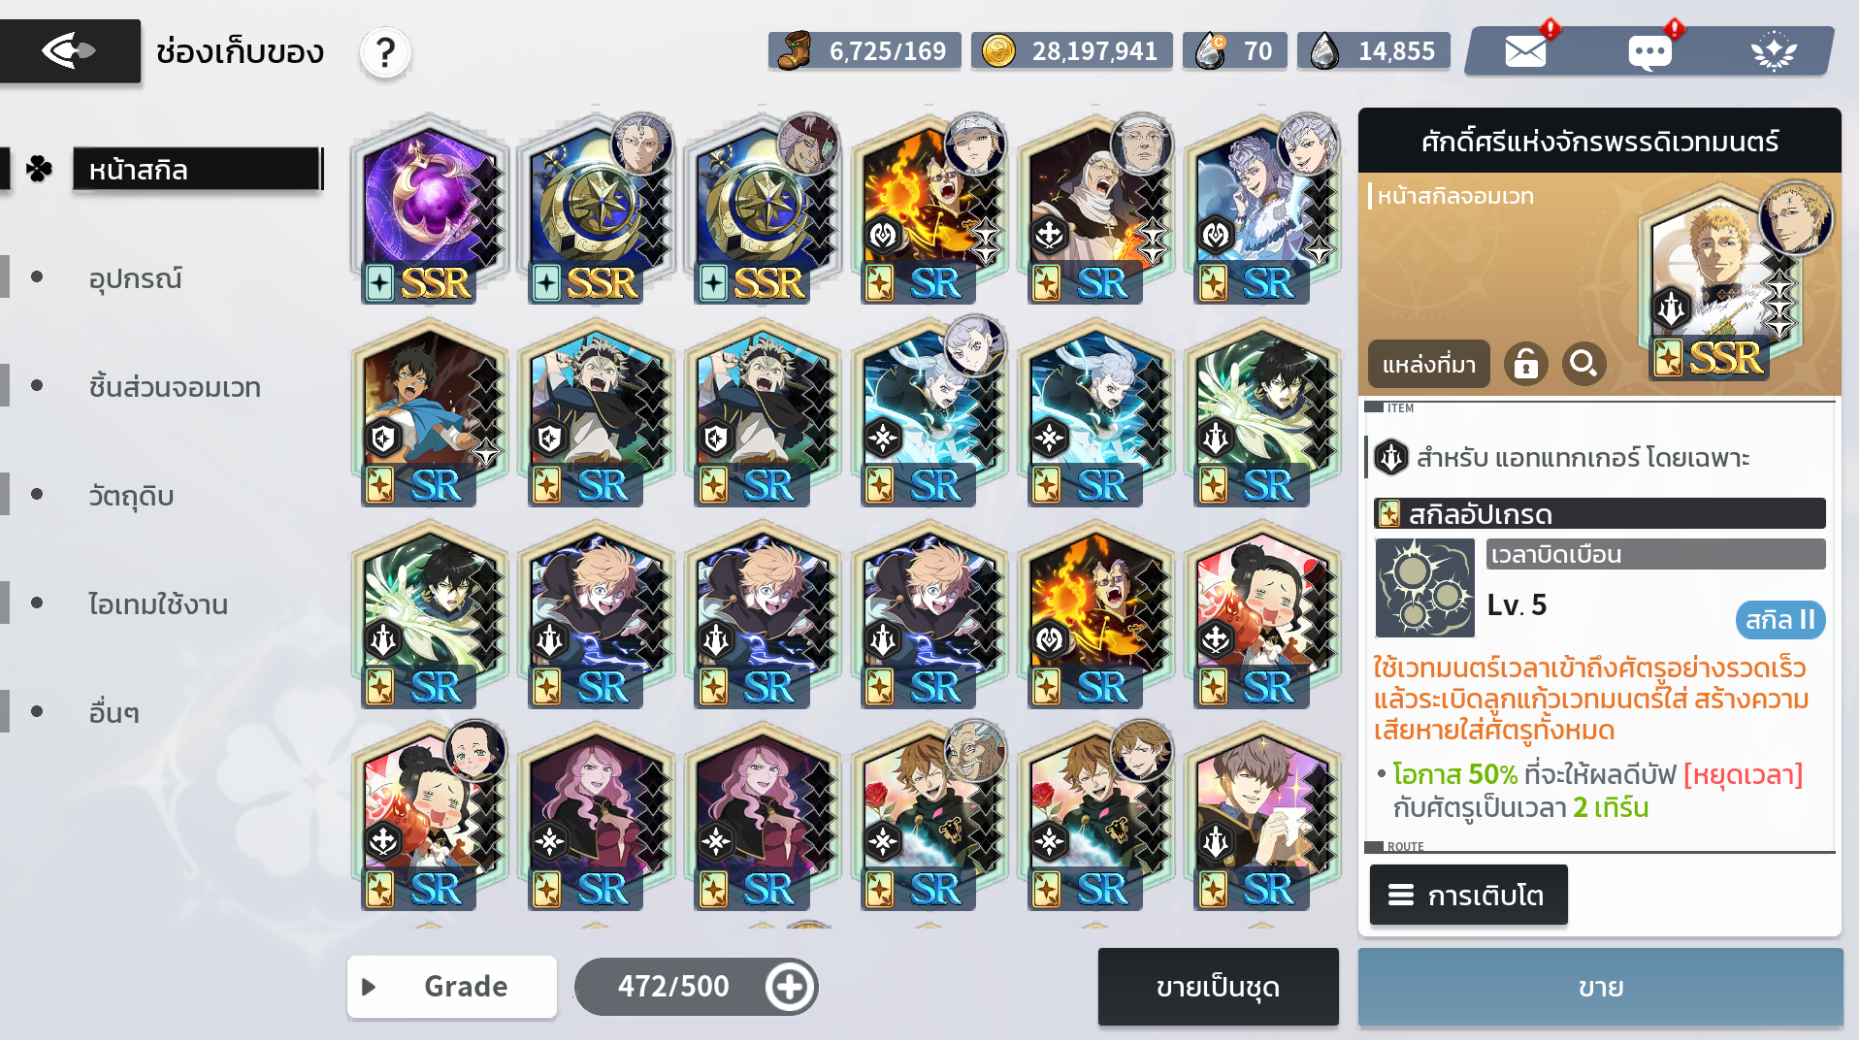 ช่องเก็บของ
?
6,725/169
28,197,941
70
14,855
หน้าสกิล
อุปกรณ์
ชิ้นส่วนจอมเวท
วัตถุดิบ
ไอเทมใช้งาน
อื่นๆ
SSR SSR SSR SR SR SR
SR SR SR SR SR SR
SR SR SR SR SR SR
SR SR SR SR SR SR
Grade
472/500
ขายเป็นชุด
ศักดิ์ศรีแห่งจักรพรรดิเวทมนตร์
หน้าสกิลจอมเวท
แหล่งที่มา
SSR
ITEM
สำหรับ แอทแทกเกอร์ โดยเฉพาะ
สกิลอัปเกรด
เวลาบิดเบือน
Lv. 5
สกิล II
ใช้เวทมนตร์เวลาเข้าถึงศัตรูอย่างรวดเร็ว
แล้วระเบิดลูกแก้วเวทมนตร์ใส่ สร้างความ
เสียหายใส่ศัตรูทั้งหมด
• โอกาส 50% ที่จะให้ผลดีบัฟ [หยุดเวลา]
กับศัตรูเป็นเวลา 2 เทิร์น
ROUTE
การเติบโต
ขาย